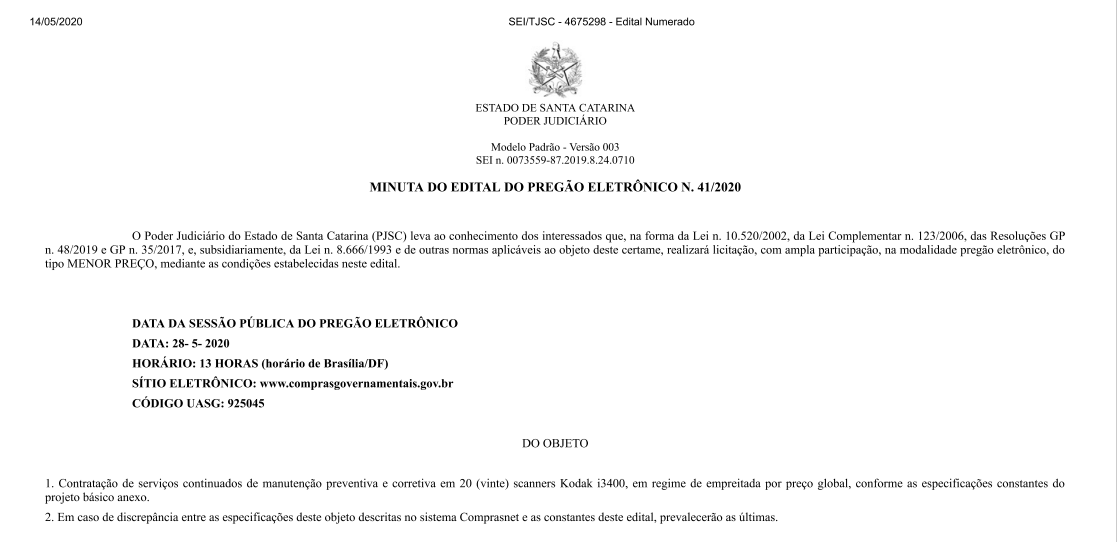 14/05/2020
SEI/TJSC - 4675298 - Edital Numerado
ESTADO DE SANTA CATARINA
PODER JUDICIÁRIO
Modelo Padrão - Versão 003
SEI n. 0073559-87.2019.8.24.0710
MINUTA DO EDITAL DO PREGÃO ELETRÔNICO N. 41/2020
O Poder Judiciário do Estado de Santa Catarina (PJSC) leva ao conhecimento dos interessados que, na forma da Lei n. 10.520/2002, da Lei Complementar n. 123/2006, das Resoluções GP
n. 48/2019 e GP n. 35/2017, e, subsidiariamente, da Lei n. 8.666/1993 e de outras normas aplicáveis ao objeto deste certame, realizará licitação, com ampla participação, na modalidade pregão eletrônico, do
tipo MENOR PREÇO, mediante as condições estabelecidas neste edital.
DATA DA SESSÃO PÚBLICA DO PREGÃO ELETRÔNICO
DATA: 28- 5- 2020
HORÁRIO: 13 HORAS (horário de Brasília/DF)
SÍTIO ELETRÔNICO: www.comprasgovernamentais.gov.br
CÓDIGO UASG: 925045
DO OBJETO
1. Contratação de serviços continuados de manutenção preventiva e corretiva em 20 (vinte) scanners Kodak i3400, em regime de empreitada por preço global, conforme as especificações constantes do
projeto básico anexo.
2. Em caso de discrepância entre as especificações deste objeto descritas no sistema Comprasnet e as constantes deste edital, prevalecerão as últimas.